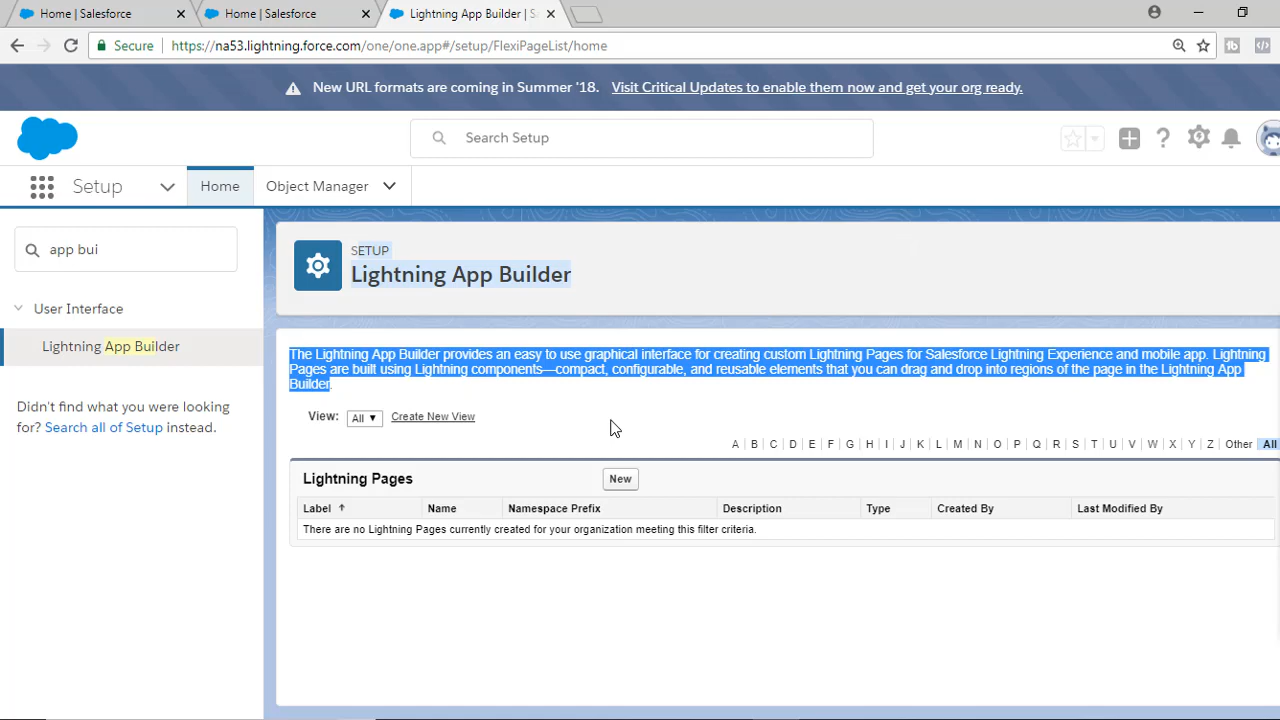 Home | Salesforce
Home | Salesforce
Lightning App Builder | S
Secure
https://na53.lightning.force.com/one/one.app#/setup/FlexiPageList/home
New URL formats are coming in Summer '18. Visit Critical Updates to enable them now and get your org ready.
Search Setup
Setup
Home
Object Manager
app bui
User Interface
Lightning App Builder
Didn't find what you were looking
for? Search all of Setup instead.
SETUP
Lightning App Builder
The Lightning App Builder provides an easy to use graphical interface for creating custom Lightning Pages for Salesforce Lightning Experience and mobile app. Lightning
Pages are built using Lightning components—compact, configurable, and reusable elements that you can drag and drop into regions of the page in the Lightning App
Builder.
View: All Create New View
A B C D E F G H I J K L M N O P Q R S T U V W X Y Z Other All
Lightning Pages
New
Label Name Namespace Prefix Description Type Created By Last Modified By
There are no Lightning Pages currently created for your organization meeting this filter criteria.